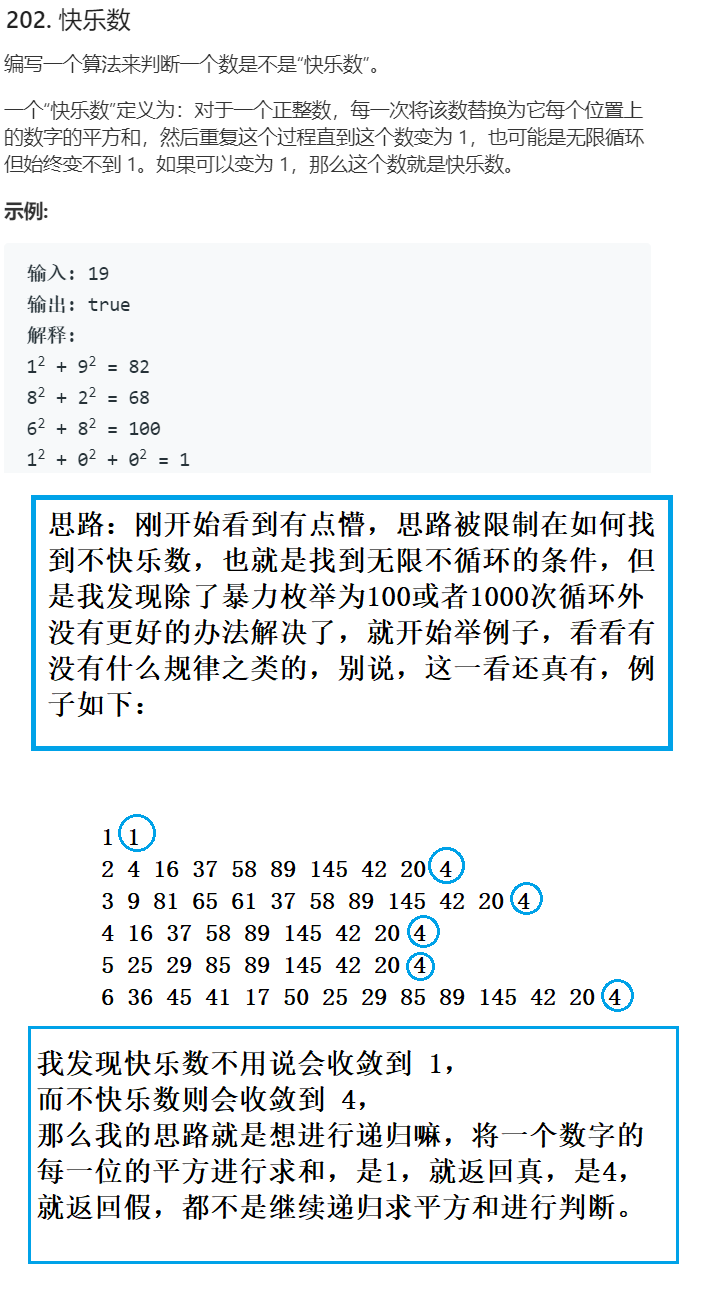 202. 快乐数
编写一个算法来判断一个数是不是“快乐数”。
一个“快乐数”定义为：对于一个正整数，每一次将该数替换为它每个位置上
的数字的平方和，然后重复这个过程直到这个数变为 1，也可能是无限循环
但始终变不到 1。如果可以变为 1，那么这个数就是快乐数。
示例:
输入：19
输出：true
解释：
1² + 9² = 82
8² + 2² = 68
6² + 8² = 100
1² + 0² + 0² = 1
思路：刚开始看到有点懵，思路被限制在如何找
到不快乐数，也就是找到无限不循环的条件，但
是我发现除了暴力枚举为100或者1000次循环外
没有更好的办法解决了，就开始举例子，看看有
没有什么规律之类的，别说，这一看还真有，例
子如下：
1 1
2 4 16 37 58 89 145 42 20 4
3 9 81 65 61 37 58 89 145 42 20 4
4 16 37 58 89 145 42 20 4
5 25 29 85 89 145 42 20 4
6 36 45 41 17 50 25 29 85 89 145 42 20 4
我发现快乐数不用说会收敛到 1，
而不快乐数则会收敛到 4，
那么我的思路就是想进行递归嘛，将一个数字的
每一位的平方进行求和，是1，就返回真，是4，
就返回假，都不是继续递归求平方和进行判断。